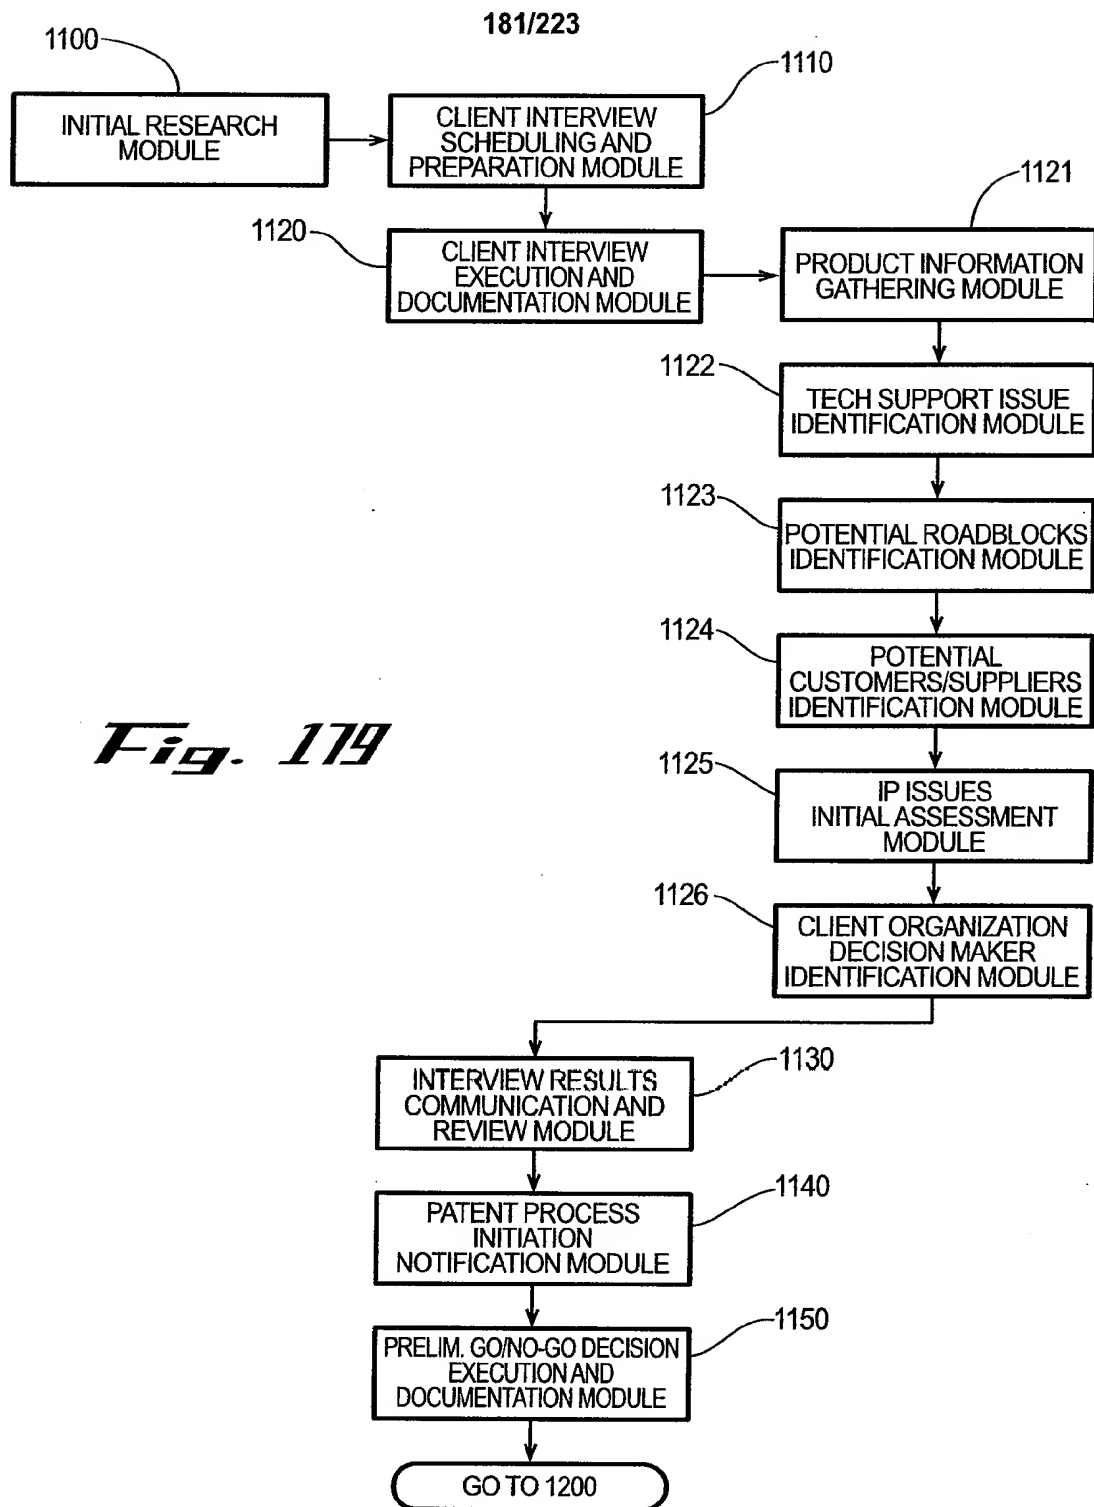 181/223
1100
INITIAL RESEARCH
MODULE
1110
CLIENT INTERVIEW
SCHEDULING AND
PREPARATION MODULE
1120
CLIENT INTERVIEW
EXECUTION AND
DOCUMENTATION MODULE
1121
PRODUCT INFORMATION
GATHERING MODULE
1122
TECH SUPPORT ISSUE
IDENTIFICATION MODULE
1123
POTENTIAL ROADBLOCKS
IDENTIFICATION MODULE
1124
POTENTIAL
CUSTOMERS/SUPPLIERS
IDENTIFICATION MODULE
Fig. 179
1125
IP ISSUES
INITIAL ASSESSMENT
MODULE
1126
CLIENT ORGANIZATION
DECISION MAKER
IDENTIFICATION MODULE
1130
INTERVIEW RESULTS
COMMUNICATION AND
REVIEW MODULE
1140
PATENT PROCESS
INITIATION
NOTIFICATION MODULE
1150
PRELIM. GO/NO-GO DECISION
EXECUTION AND
DOCUMENTATION MODULE
GO TO 1200